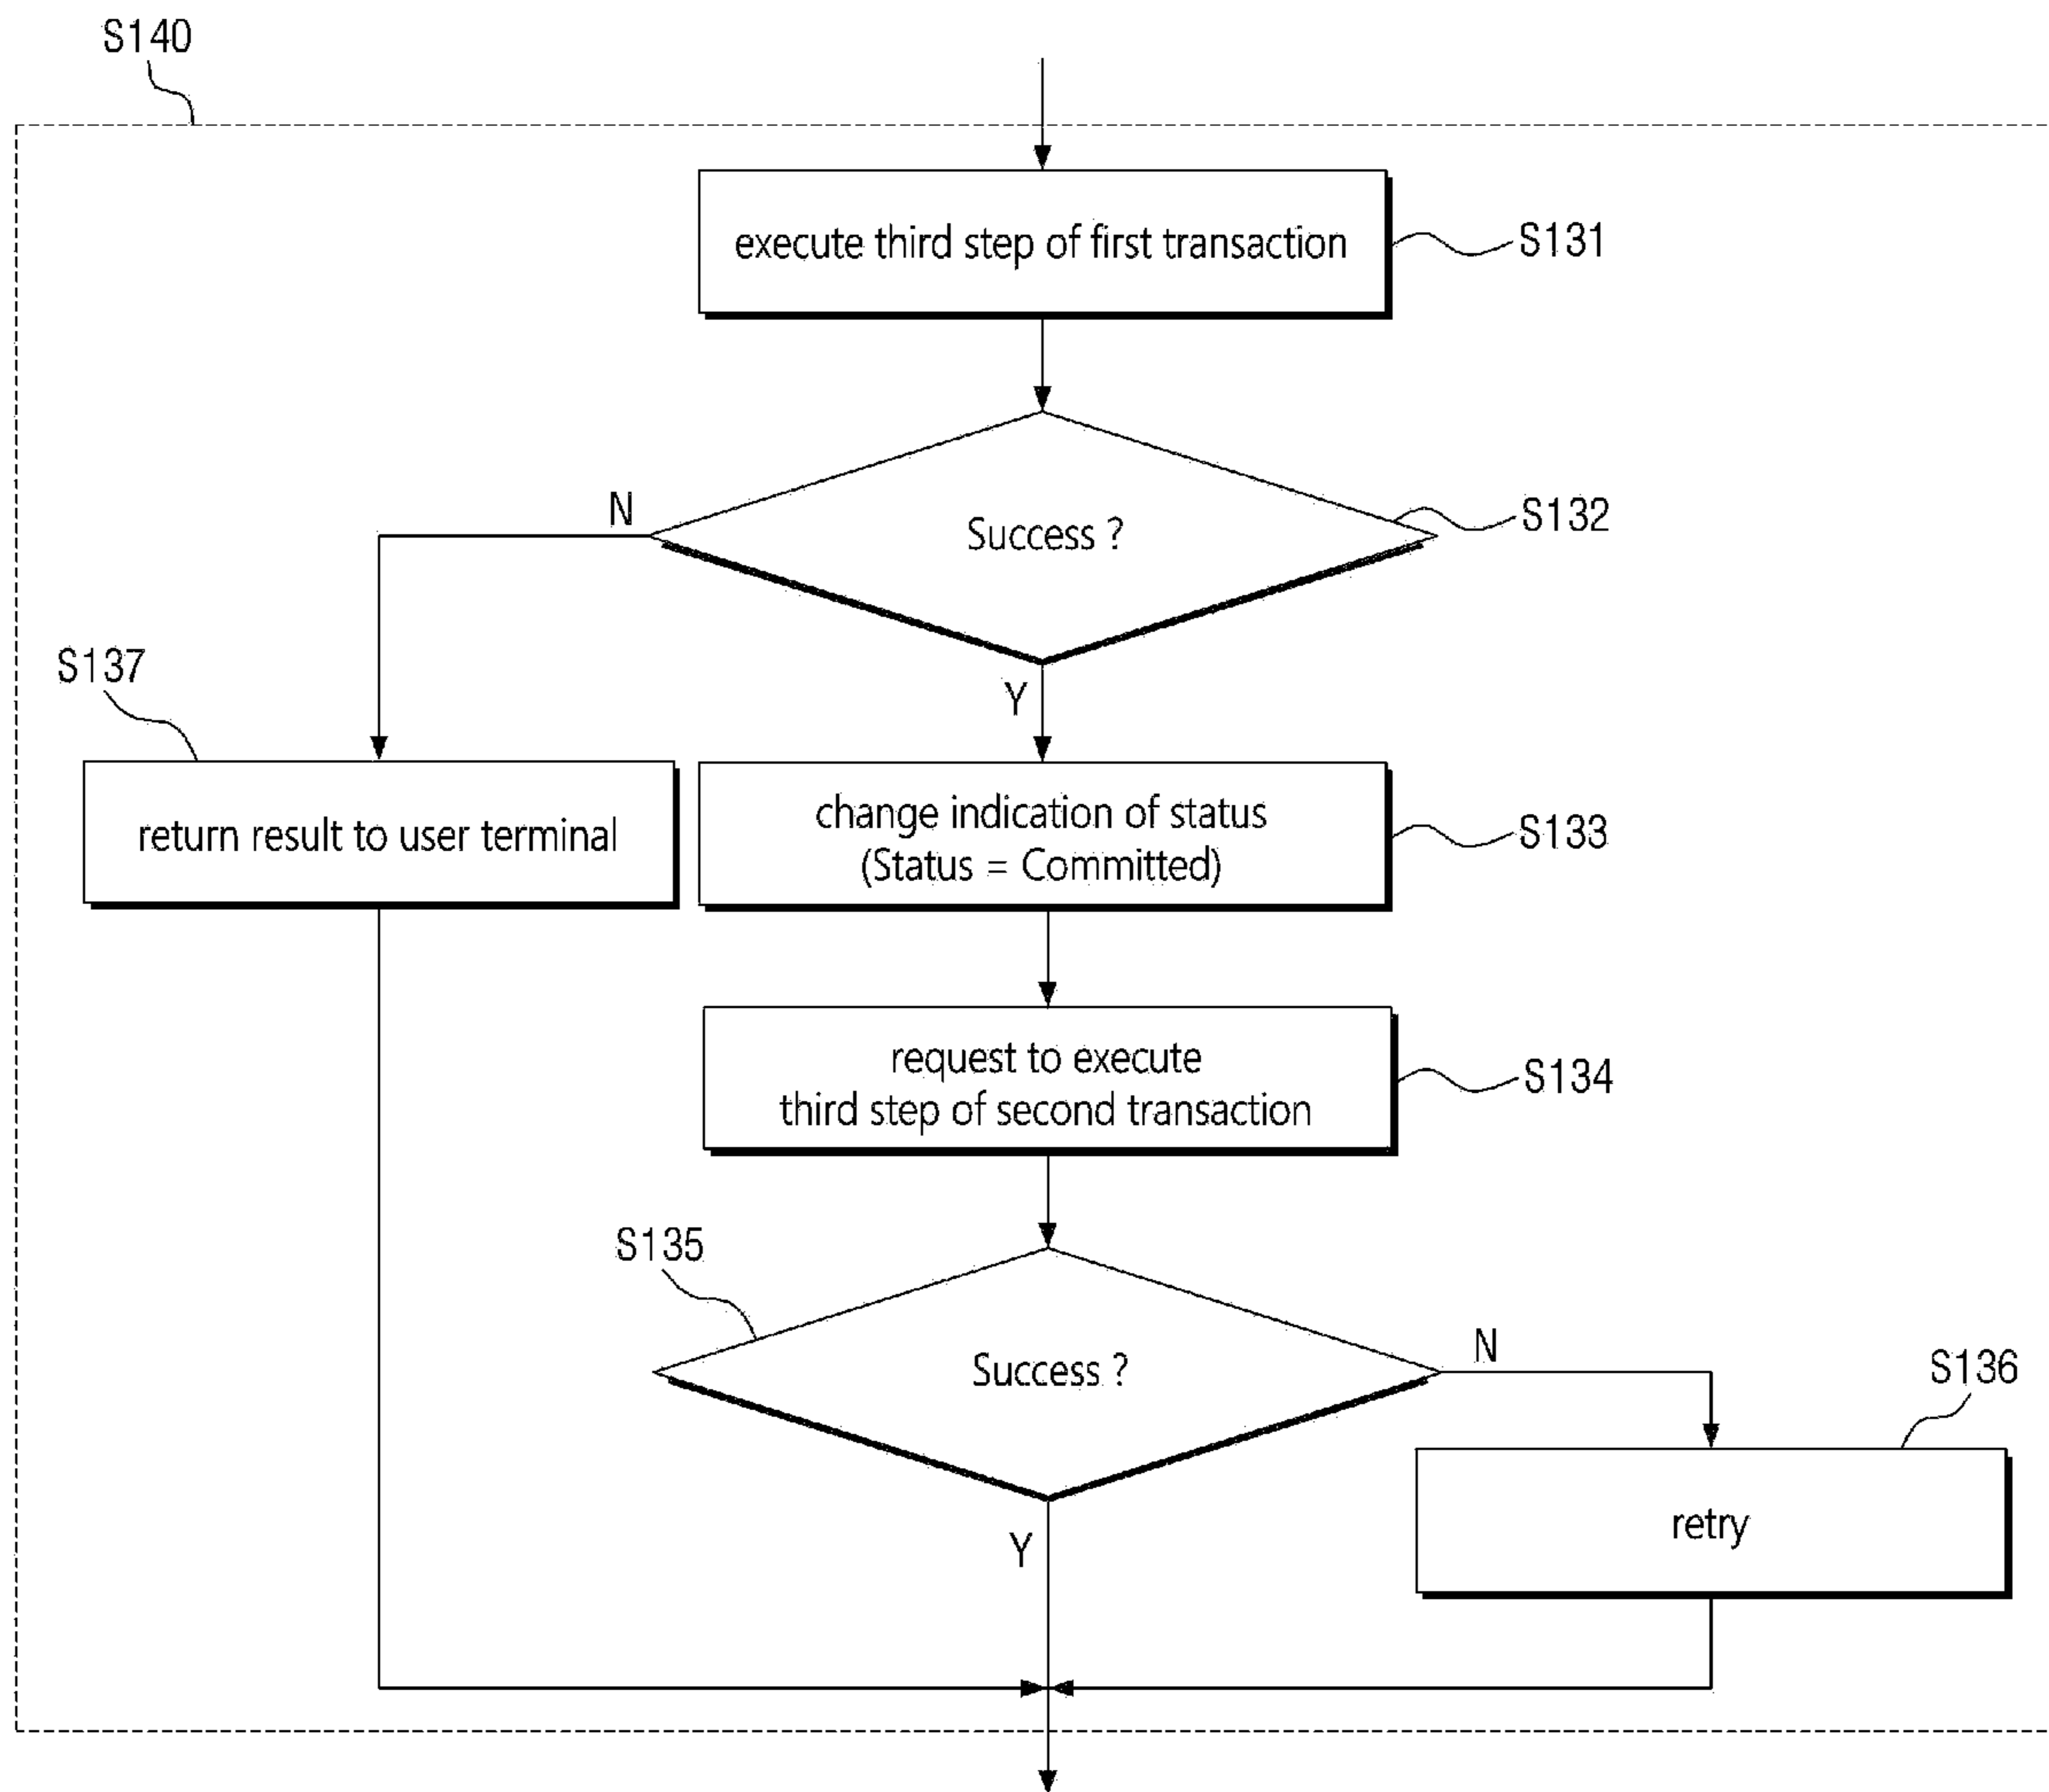 S140
execute third step of first transaction
S131
N
Success ?
S132
S137
Y
return result to user terminal
change indication of status
(Status = Committed)
S133
request to execute
third step of second transaction
S134
S135
Success ?
N
S136
Y
retry